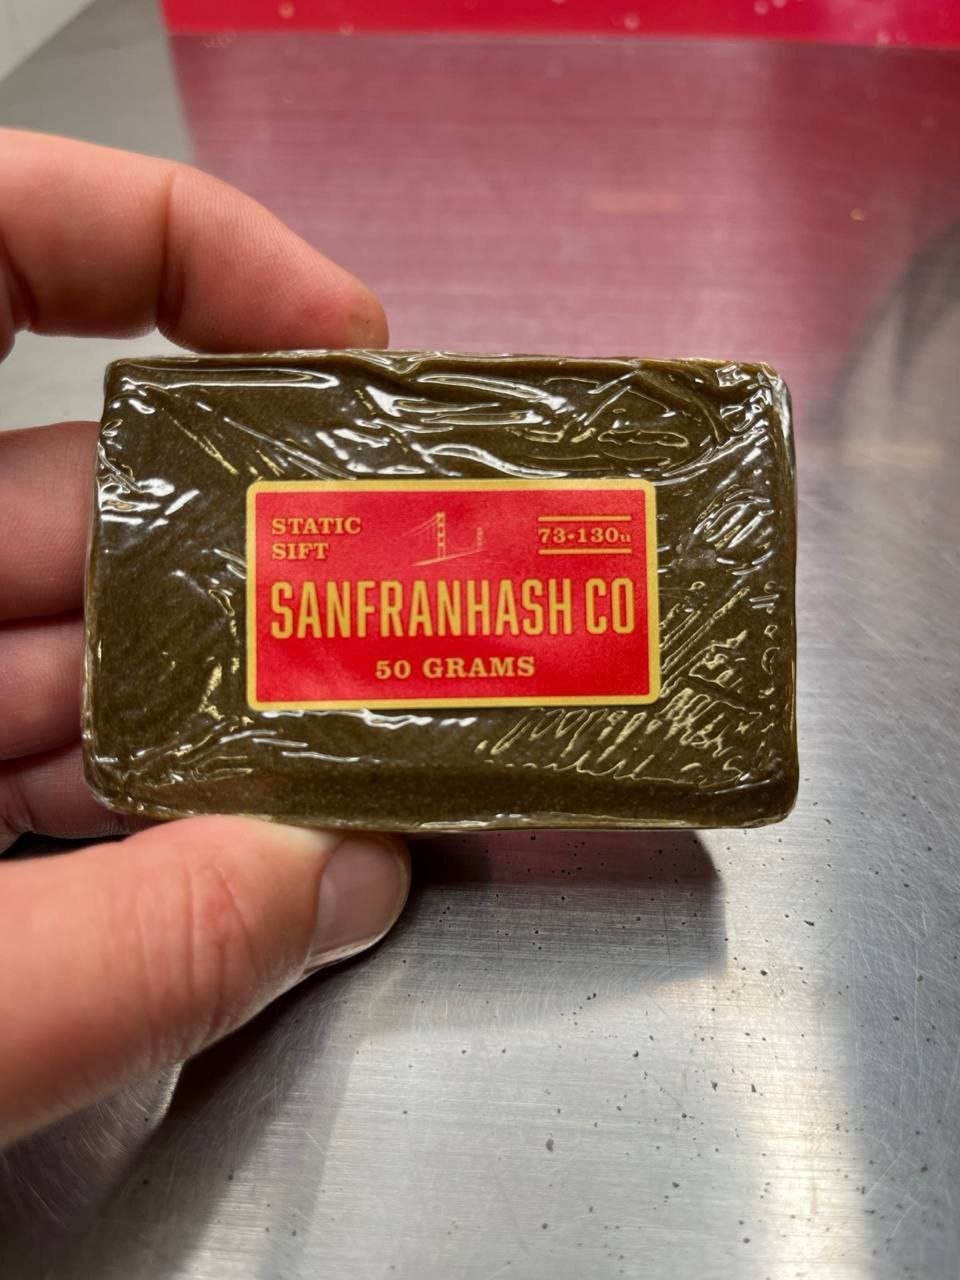 STATIC
SIFT
73•130u
SANFRANHASH CO
50 GRAMS